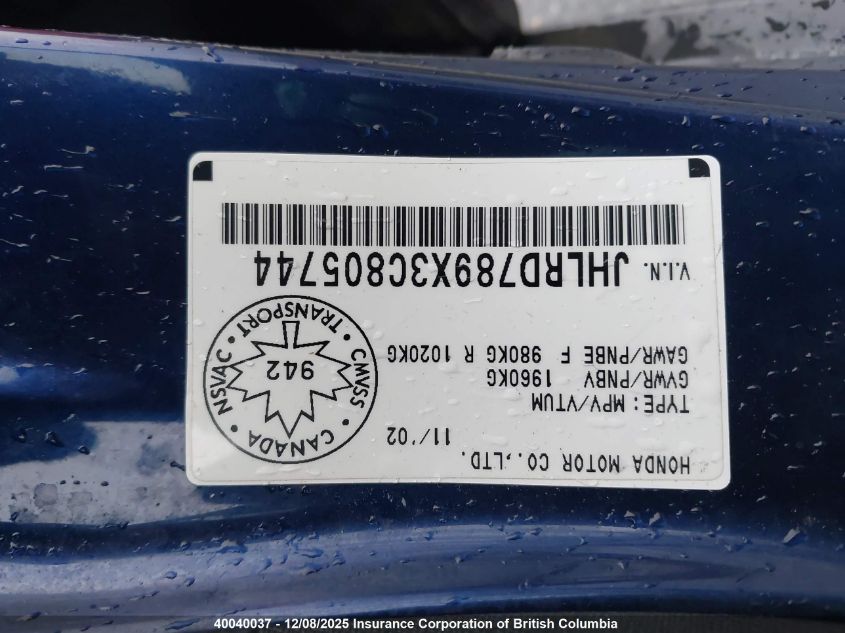 HONDA MOTOR CO.,LTD.
11/'02
TYPE: MPV/VTUM
GVWR/PNBV 1960KG
GAWR/PNBE F 980KG R 1020KG
V.I.N. JHLRD789X3C805744
TRANSPORT • CMVSS • CANADA • NSVAC •
942
40040037 - 12/08/2025 Insurance Corporation of British Columbia